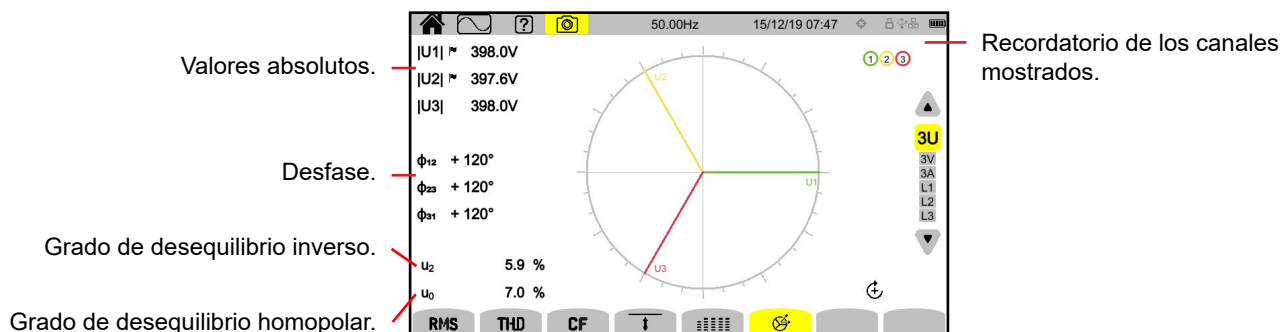 ? 50.00Hz 15/12/19 07:47
Valores absolutos.
|U1| 398.0V
|U2| 397.6V
|U3| 398.0V
Recordatorio de los canales
mostrados.
1 2 3
U2
U1
U3
3U
3V
3A
L1
L2
L3
Desfase.
ϕ12 + 120°
ϕ23 + 120°
ϕ31 + 120°
Grado de desequilibrio inverso.
u2 5.9 %
Grado de desequilibrio homopolar.
u0 7.0 %
+
RMS THD CF